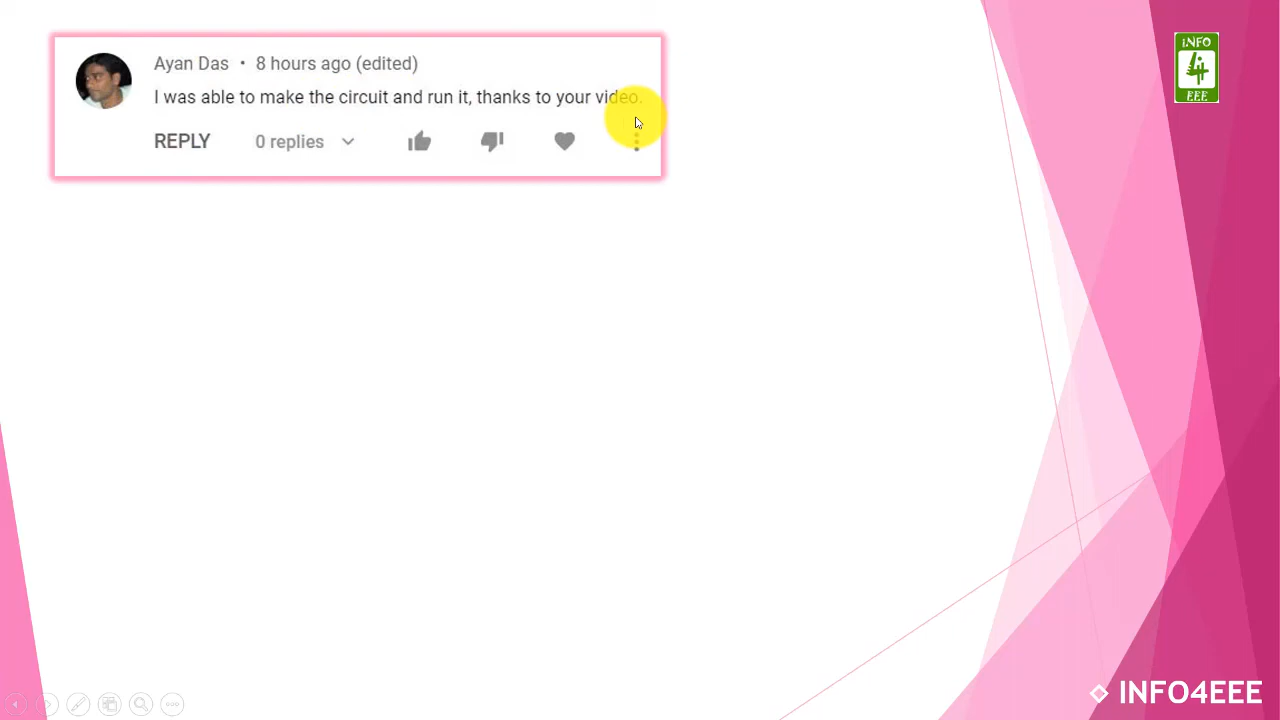 Ayan Das • 8 hours ago (edited)
I was able to make the circuit and run it, thanks to your video.
REPLY 0 replies
INFO
4
EEE
INFO4EEE